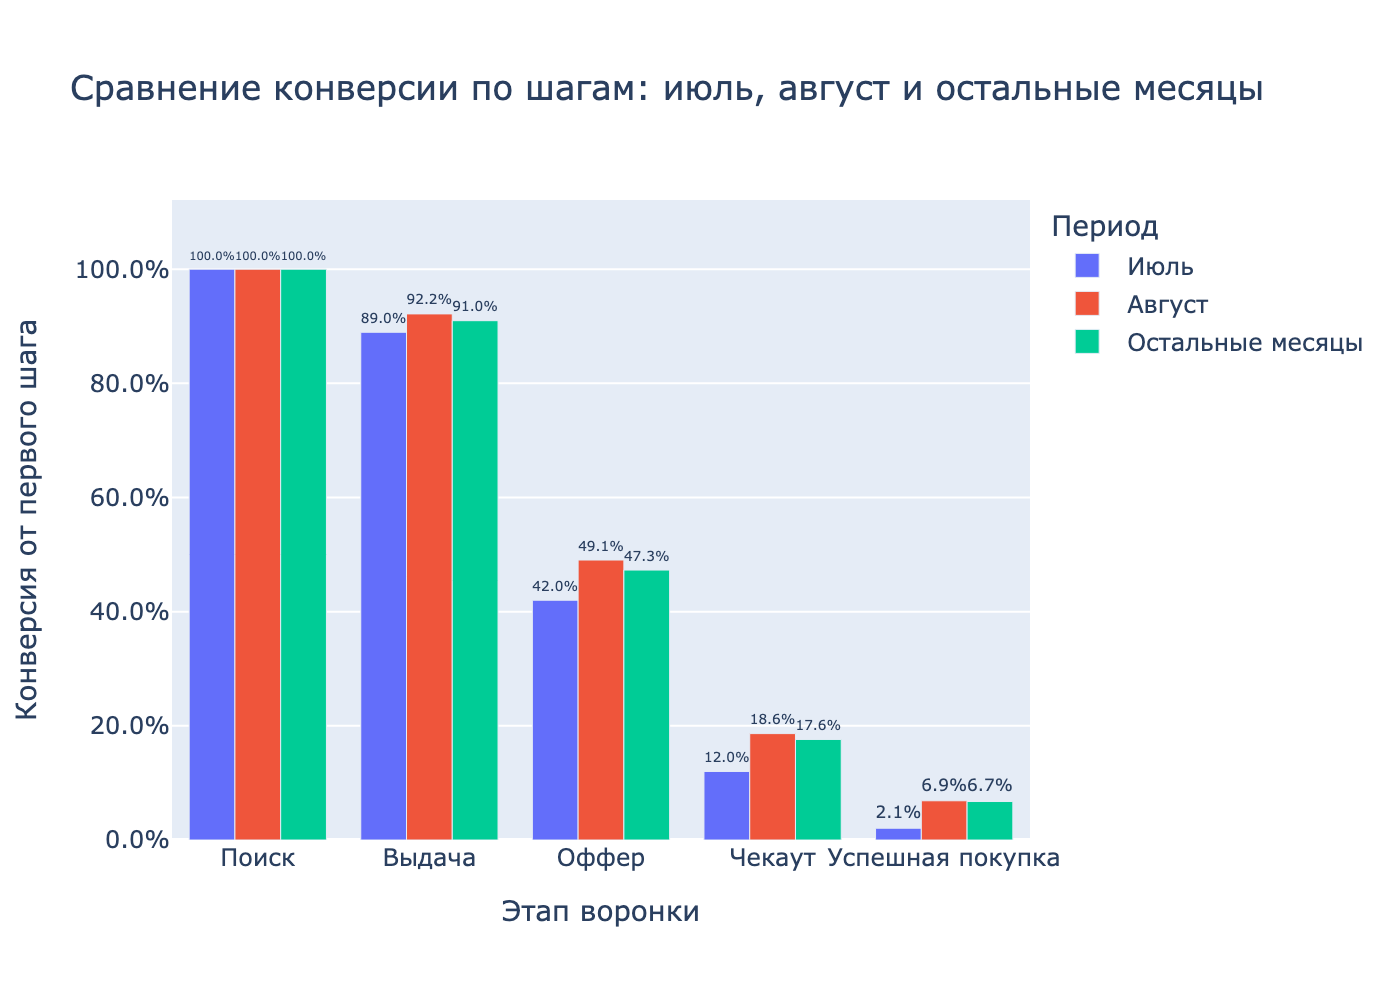 Сравнение конверсии по шагам: июль, август и остальные месяцы
Период
Июль
Август
Остальные месяцы
Конверсия от первого шага
100.0%
80.0%
60.0%
40.0%
20.0%
0.0%
100.0% 100.0% 100.0%
89.0% 92.2% 91.0%
42.0% 49.1% 47.3%
12.0% 18.6% 17.6%
2.1% 6.9% 6.7%
Поиск Выдача Оффер Чекаут Успешная покупка
Этап воронки